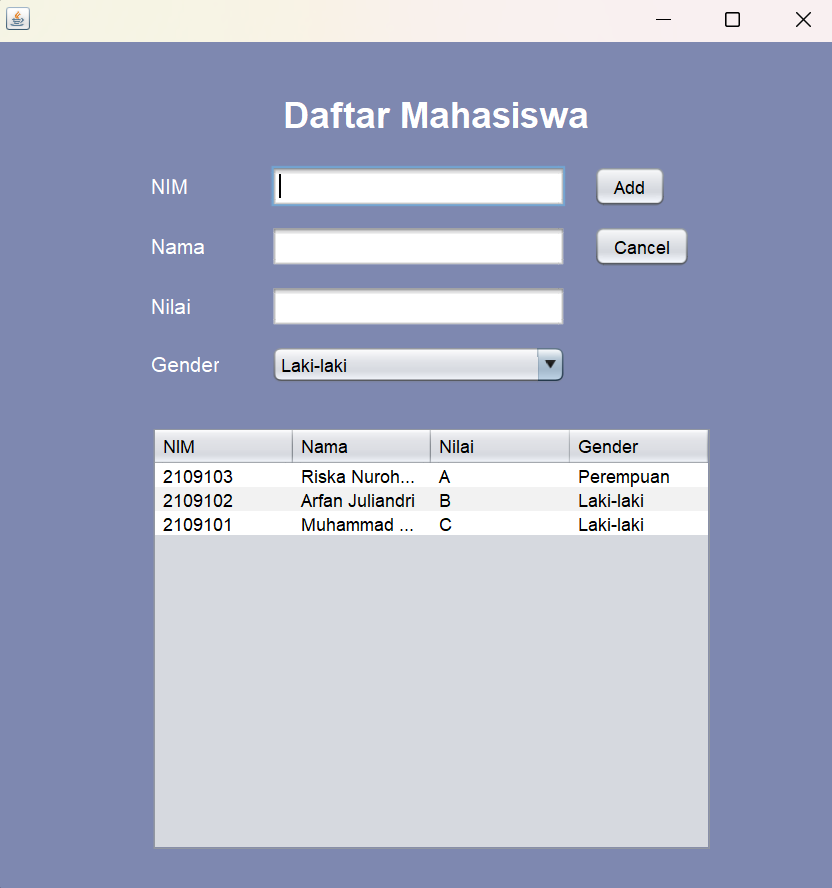 Daftar Mahasiswa
NIM Add
Nama Cancel
Nilai
Gender Laki-laki
NIM Nama Nilai Gender
2109103 Riska Nuroh... A Perempuan
2109102 Arfan Juliandri B Laki-laki
2109101 Muhammad ... C Laki-laki